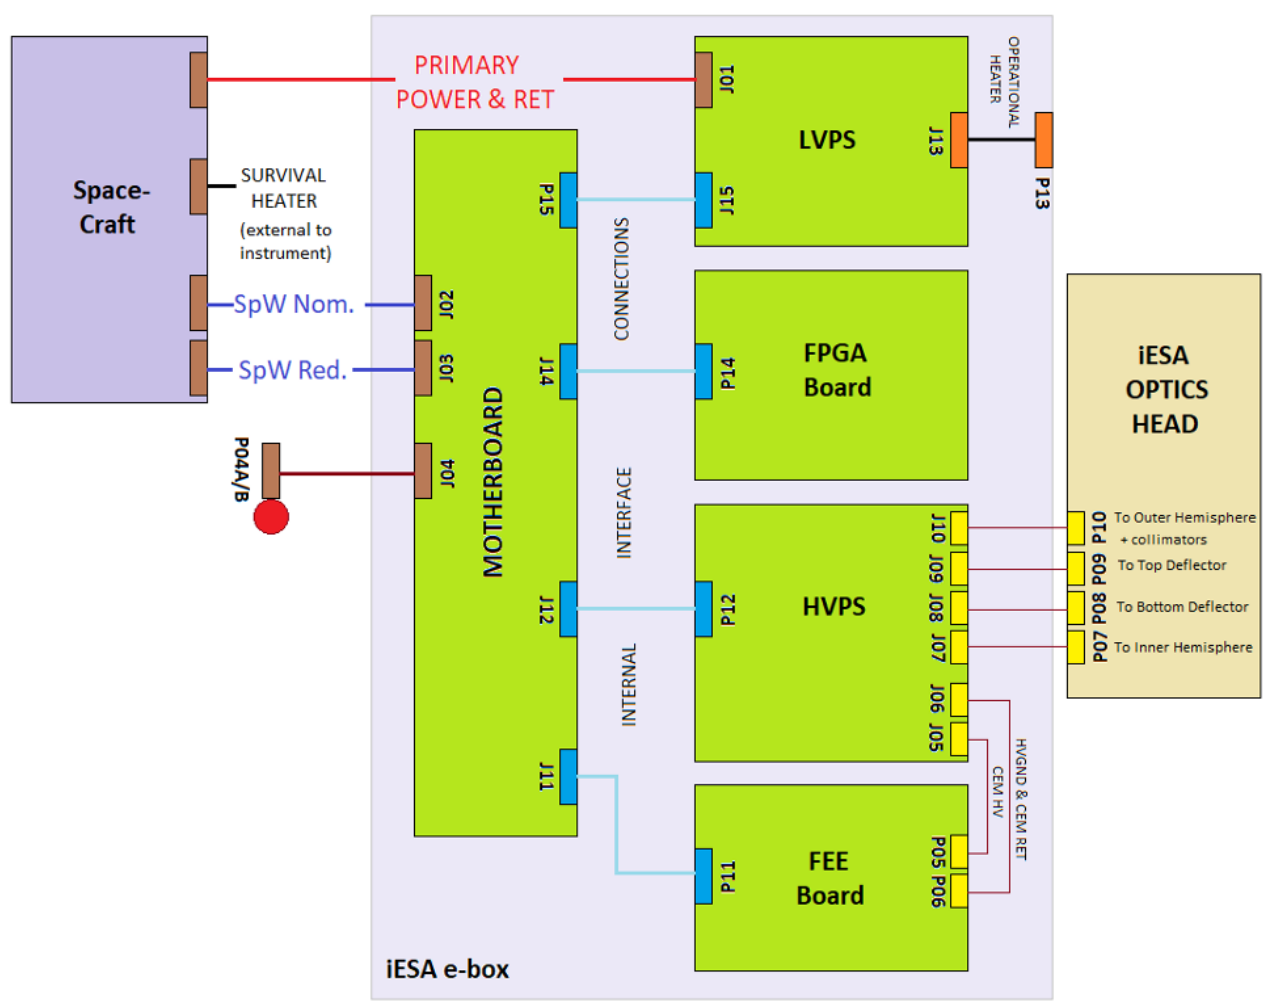 Space-
Craft
PRIMARY
POWER & RET
SURVIVAL
HEATER
(external to
instrument)
SpW Nom.
SpW Red.
P04A/B
MOTHERBOARD
P15
J02
J03
J14
J04
J12
J11
CONNECTIONS
INTERFACE
INTERNAL
J01
LVPS
J13
J15
OPERATIONAL
HEATER
P13
FPGA
Board
P14
HVPS
P12
J10
J09
J08
J07
J06
J05
HVGND & CEM RET
CEM HV
FEE
Board
P11
P05
P06
iESA
OPTICS
HEAD
P10
To Outer Hemisphere
+ collimators
P09
To Top Deflector
P08
To Bottom Deflector
P07
To Inner Hemisphere
iESA e-box